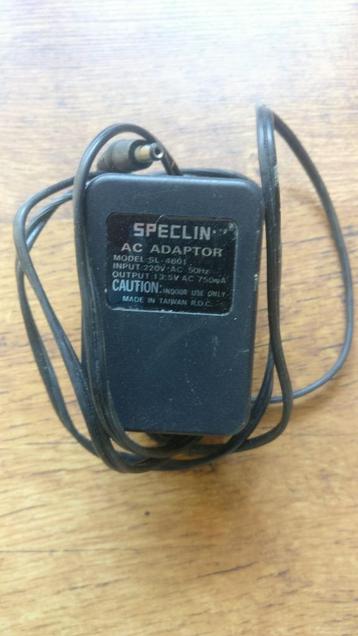 SPECLIN
AC ADAPTOR
MODEL:SL-4601
INPUT:220V·AC 50Hz
OUTPUT:13.5V AC 750mA
CAUTION: INDOOR USE ONLY
MADE IN TAIWAN R.O.C.